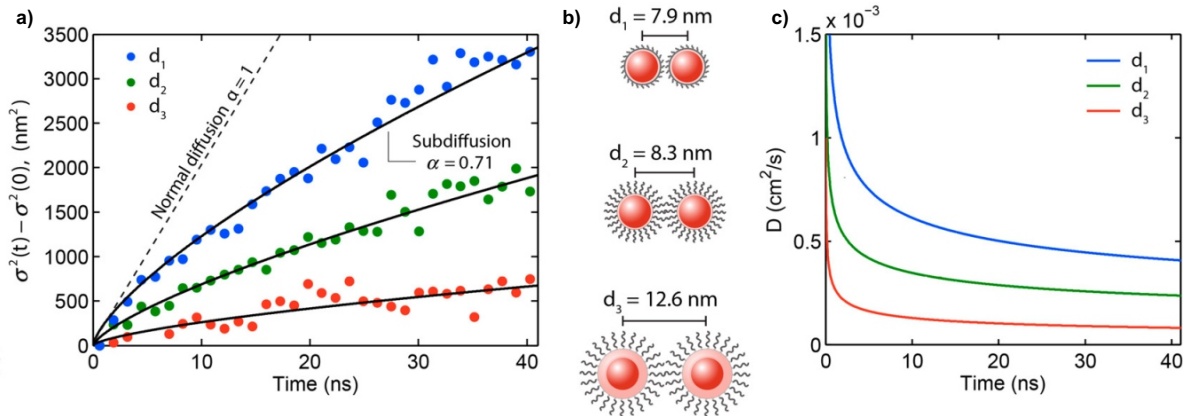 a)
σ²(t) − σ²(0), (nm²)
3500
3000
2500
2000
1500
1000
500
0
d₁
d₂
d₃
Normal diffusion α = 1
Subdiffusion
α = 0.71
0 10 20 30 40
Time (ns)
b)
d₁ = 7.9 nm
d₂ = 8.3 nm
d₃ = 12.6 nm
c)
x 10⁻³
D (cm²/s)
1.5
1
0.5
0
d₁
d₂
d₃
0 10 20 30 40
Time (ns)